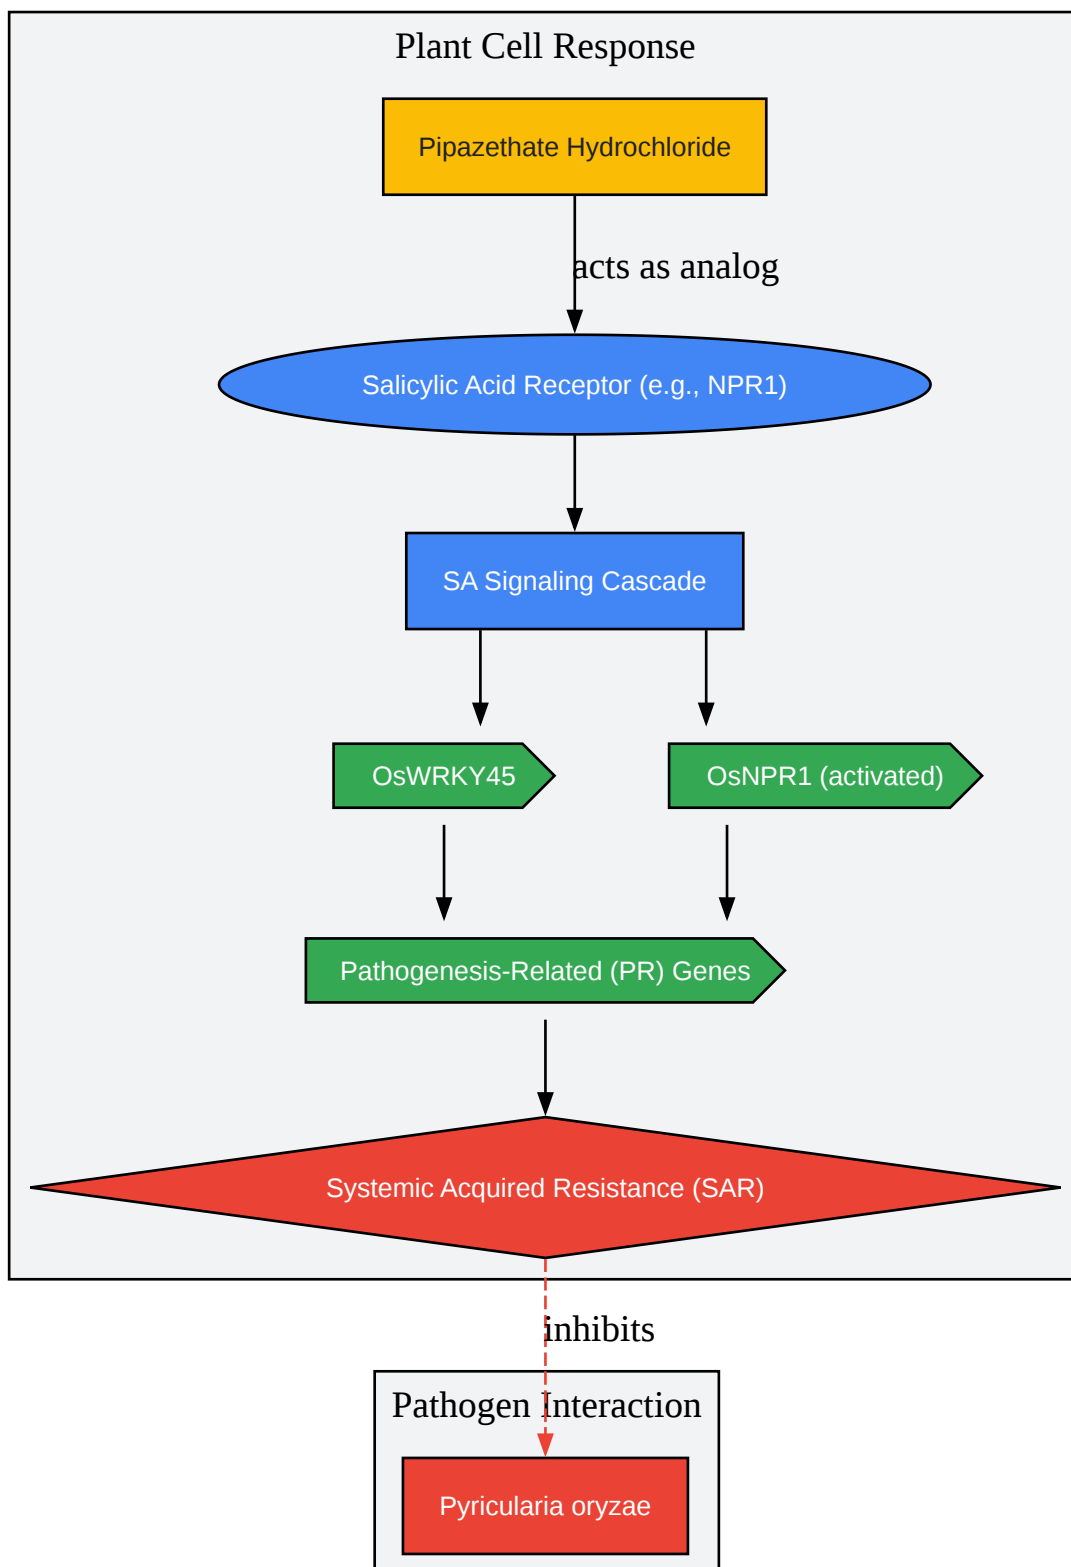 Plant Cell Response
Pipazethate Hydrochloride
acts as analog
Salicylic Acid Receptor (e.g., NPR1)
SA Signaling Cascade
OsWRKY45
OsNPR1 (activated)
Pathogenesis-Related (PR) Genes
Systemic Acquired Resistance (SAR)
inhibits
Pathogen Interaction
Pyricularia oryzae